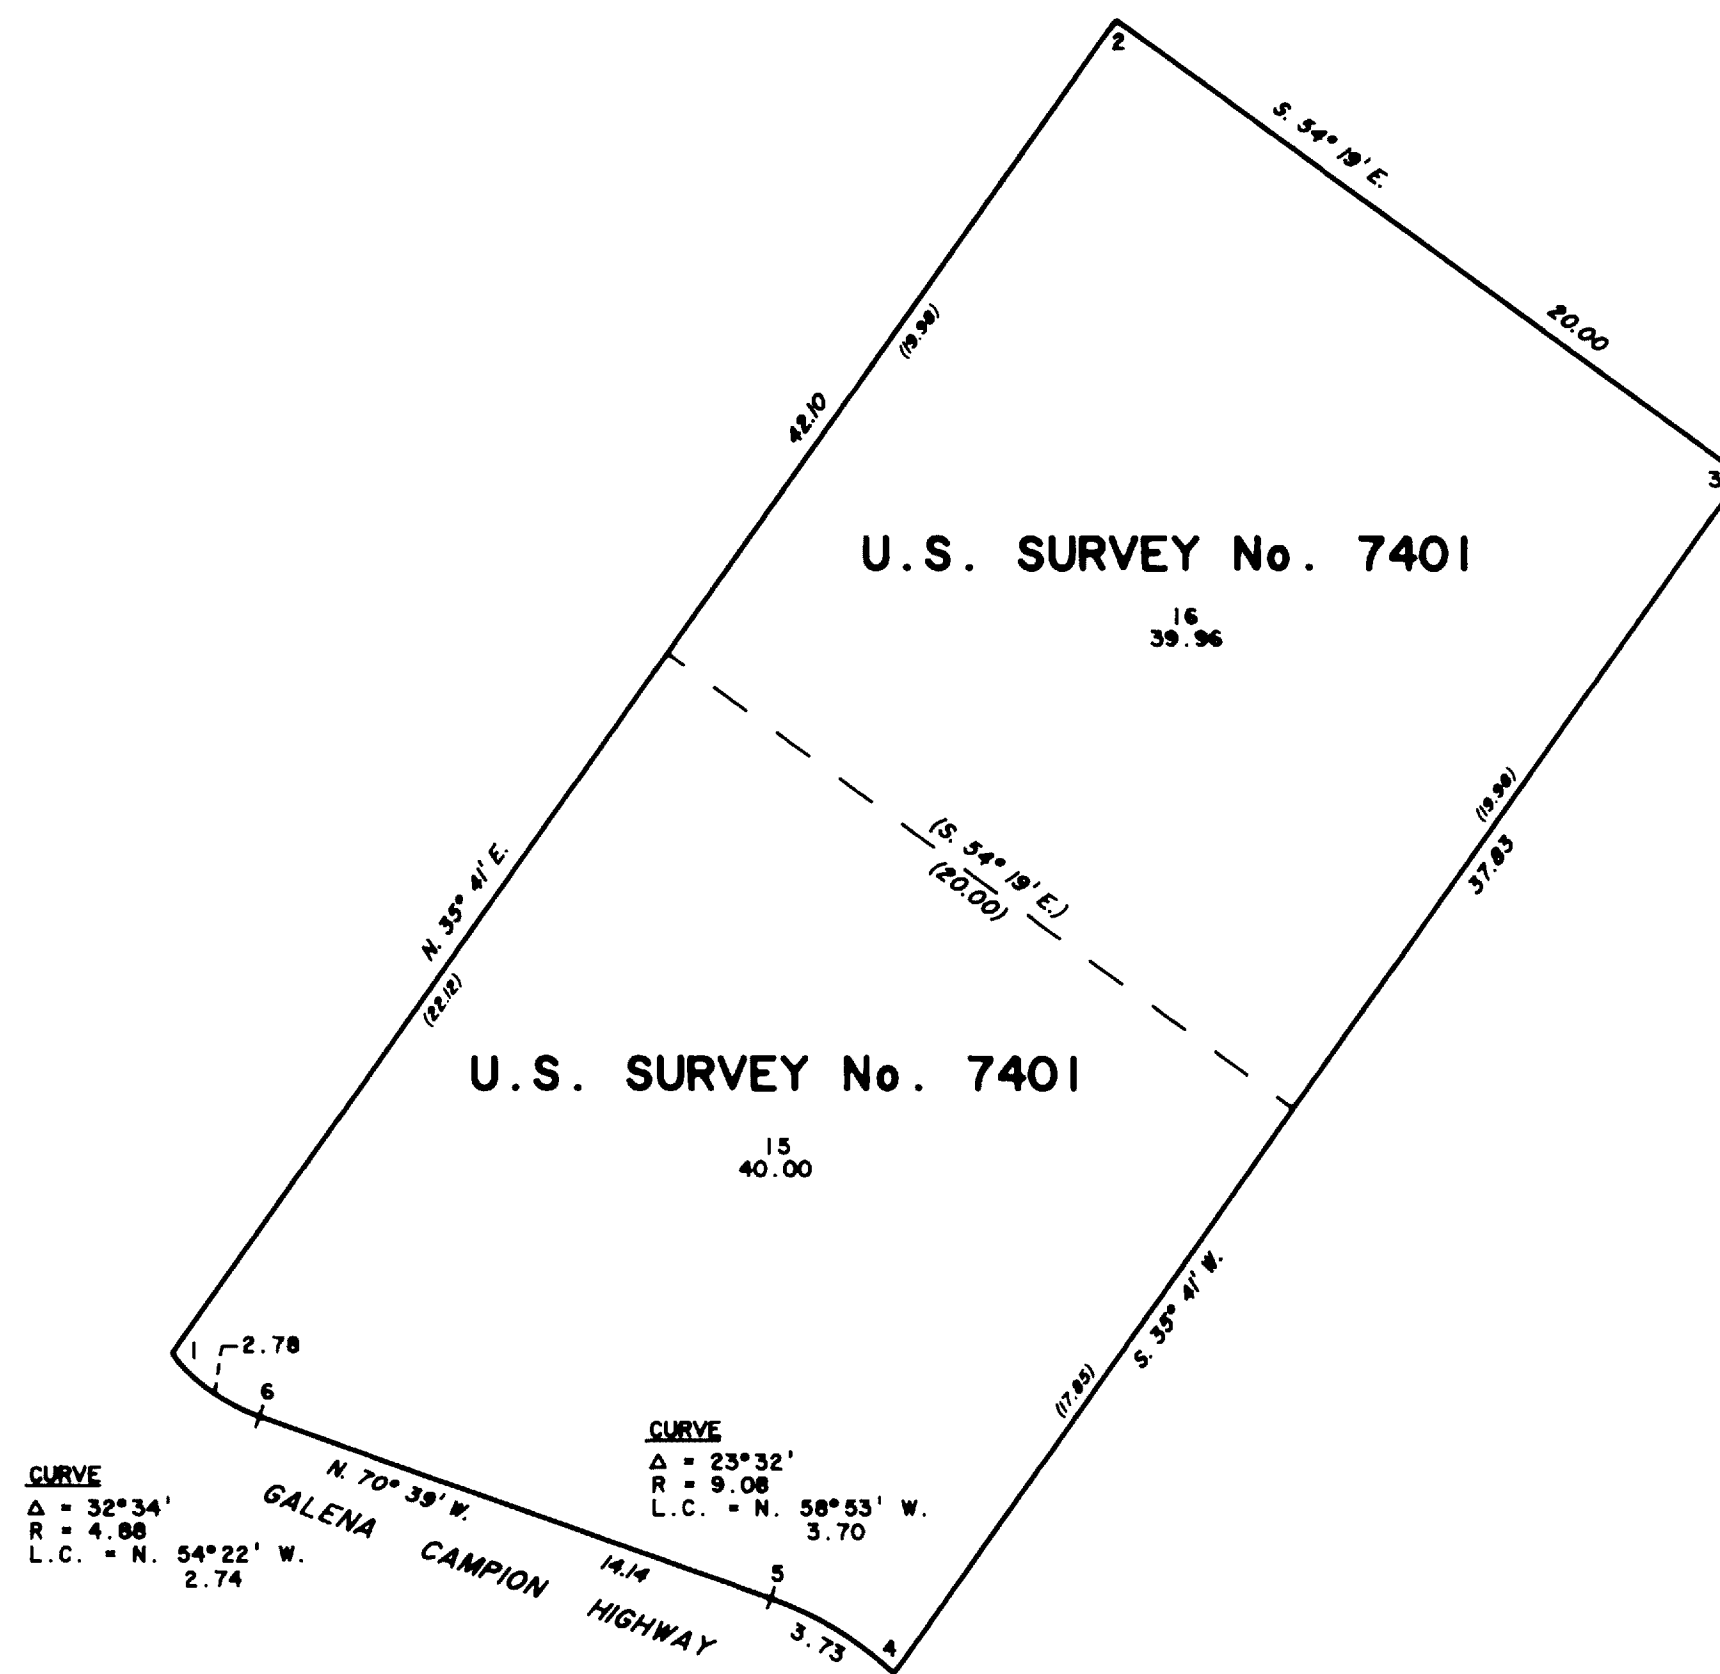 2
S. 54° 19' E.
20.00
3
(19.98)
42.10
U.S. SURVEY No. 7401
16
39.96
(19.98)
37.83
(S. 54° 19' E.)
(20.00)
N. 35° 41' E.
(22.12)
U.S. SURVEY No. 7401
15
40.00
S. 35° 41' W.
(17.85)
1
2.78
6
CURVE
Δ = 32°34'
R = 4.88
L.C. = N. 54°22' W.
2.74
N. 70° 39' W.
14.14
GALENA CAMPION HIGHWAY
CURVE
Δ = 23°32'
R = 9.08
L.C. = N. 58°53' W.
3.70
5
3.73
4